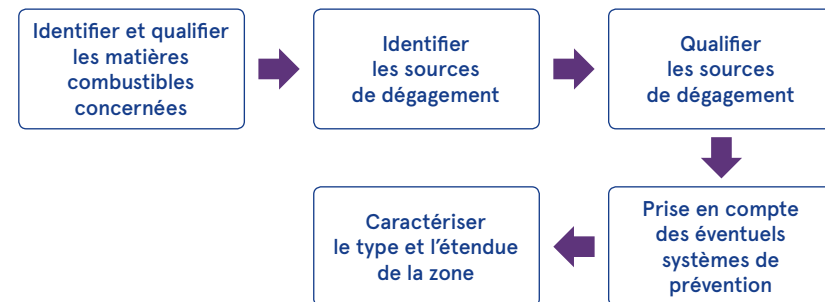 Identifier et qualifier
les matières
combustibles
concernées
Identifier
les sources
de dégagement
Qualifier
les sources
de dégagement
Prise en compte
des éventuels
systèmes de
prévention
Caractériser
le type et l’étendue
de la zone